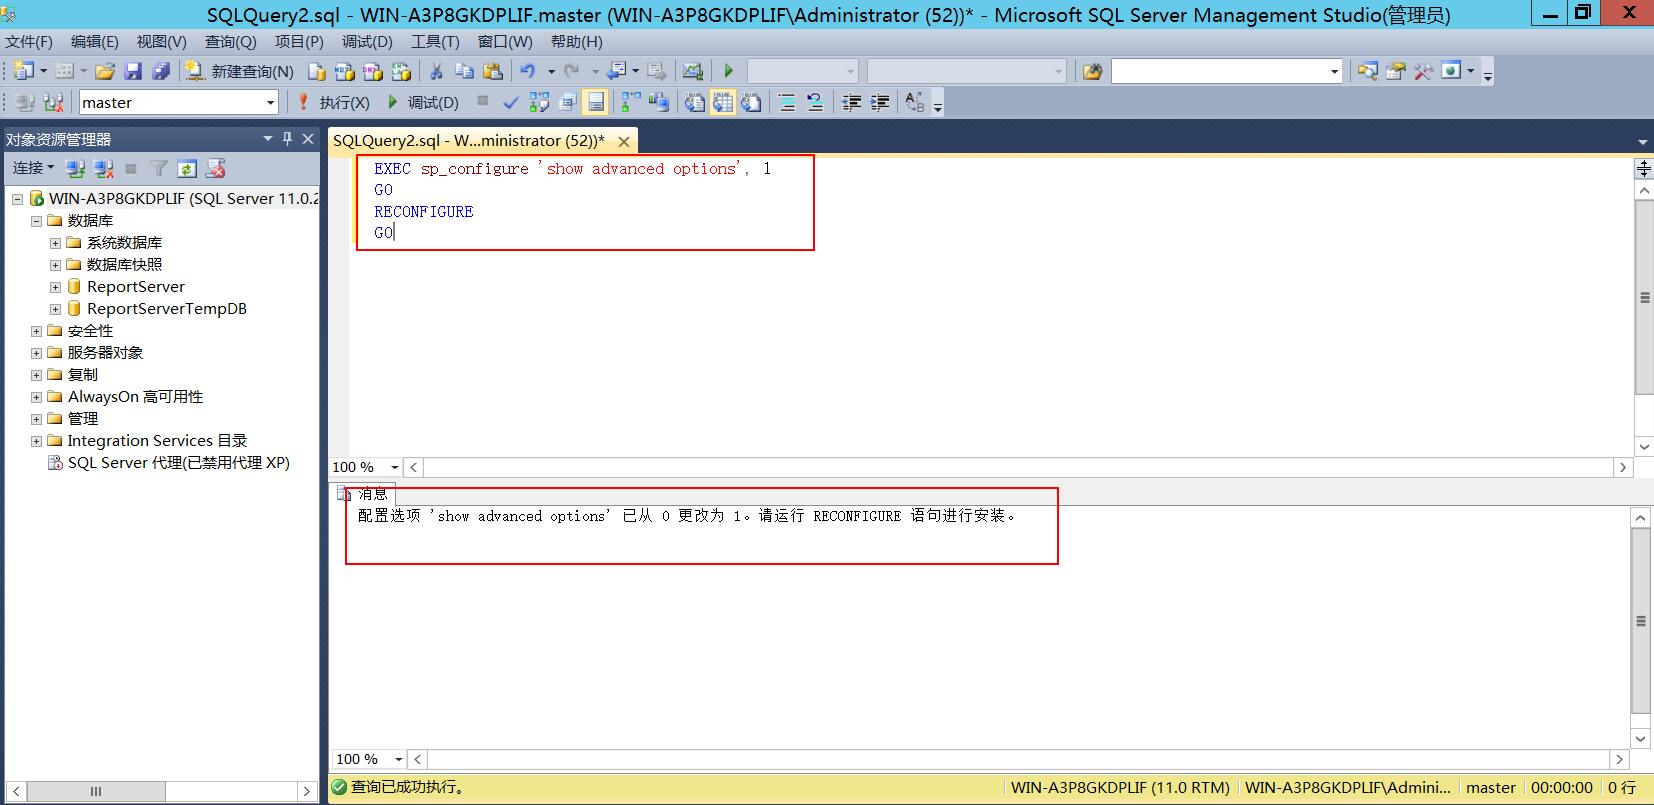 SQLQuery2.sql - WIN-A3P8GKDPLIF.master (WIN-A3P8GKDPLIF\Administrator (52))* - Microsoft SQL Server Management Studio(管理员)
文件(F) 编辑(E) 视图(V) 查询(Q) 项目(P) 调试(D) 工具(T) 窗口(W) 帮助(H)
新建查询(N)
master 执行(X) 调试(D)
对象资源管理器
连接
WIN-A3P8GKDPLIF (SQL Server 11.0.2
数据库
系统数据库
数据库快照
ReportServer
ReportServerTempDB
安全性
服务器对象
复制
AlwaysOn 高可用性
管理
Integration Services 目录
SQL Server 代理(已禁用代理 XP)
SQLQuery2.sql - W...ministrator (52))*
EXEC sp_configure 'show advanced options', 1
GO
RECONFIGURE
GO
100 %
消息
配置选项 'show advanced options' 已从 0 更改为 1。请运行 RECONFIGURE 语句进行安装。
100 %
查询已成功执行。 WIN-A3P8GKDPLIF (11.0 RTM) WIN-A3P8GKDPLIF\Admini... master 00:00:00 0 行